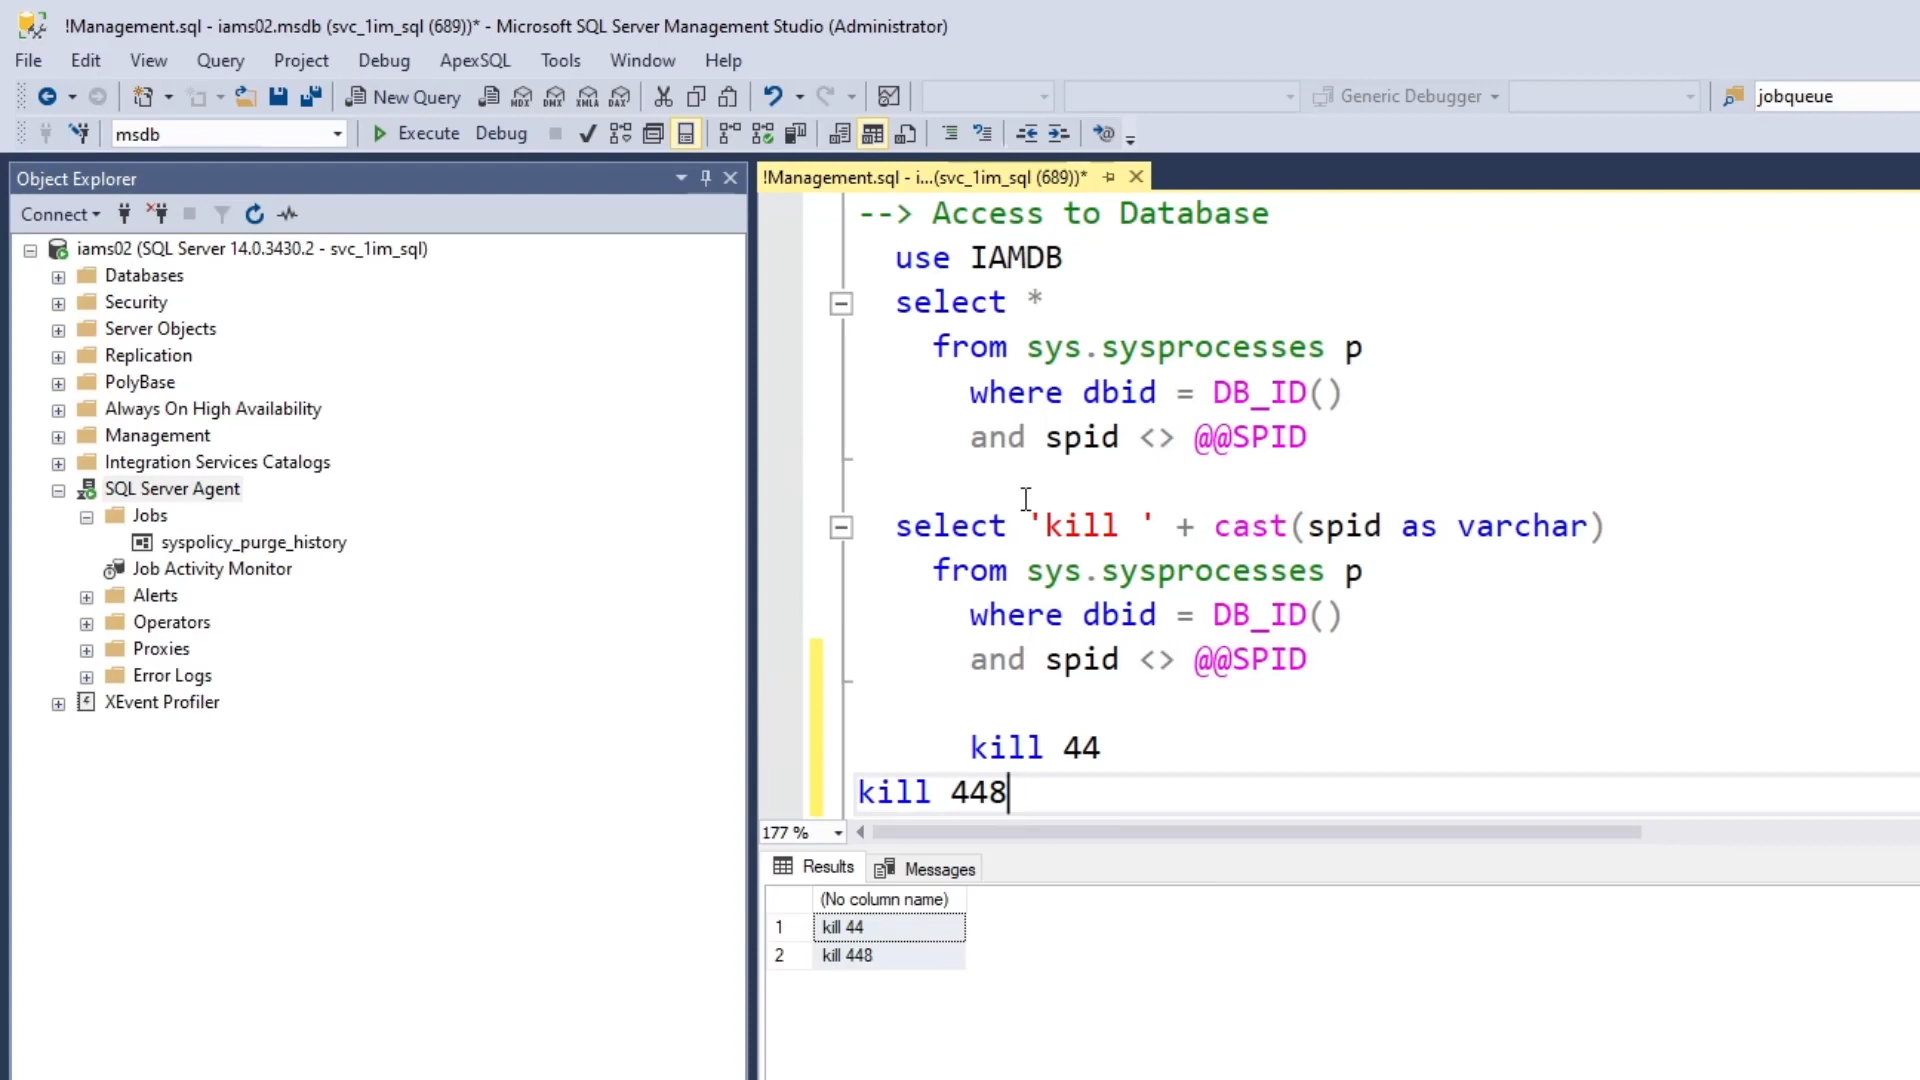 !Management.sql - iams02.msdb (svc_1im_sql (689))* - Microsoft SQL Server Management Studio (Administrator)
File Edit View Query Project Debug ApexSQL Tools Window Help
New Query MDX DMX XMLA DAX Generic Debugger jobqueue
msdb Execute Debug
Object Explorer
!Management.sql - i...(svc_1im_sql (689))*
Connect
iams02 (SQL Server 14.0.3430.2 - svc_1im_sql)
Databases
Security
Server Objects
Replication
PolyBase
Always On High Availability
Management
Integration Services Catalogs
SQL Server Agent
Jobs
syspolicy_purge_history
Job Activity Monitor
Alerts
Operators
Proxies
Error Logs
XEvent Profiler
--> Access to Database
use IAMDB
select *
from sys.sysprocesses p
where dbid = DB_ID()
and spid <> @@SPID
select 'kill ' + cast(spid as varchar)
from sys.sysprocesses p
where dbid = DB_ID()
and spid <> @@SPID
kill 44
kill 448
177 %
Results Messages
(No column name)
1 kill 44
2 kill 448